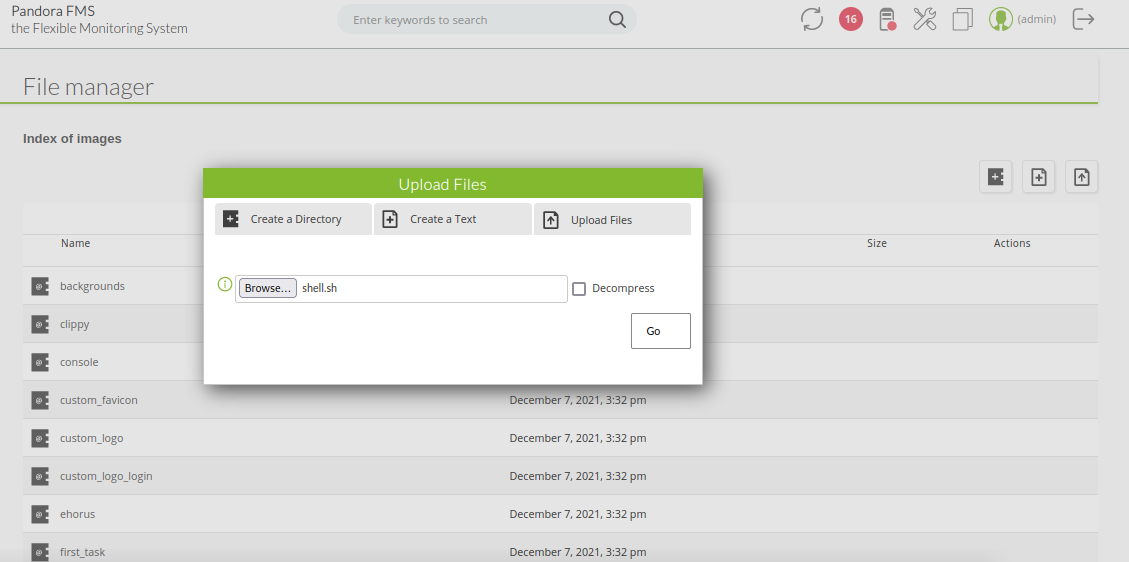 Pandora FMS
the Flexible Monitoring System
Enter keywords to search
16
(admin)
File manager
Index of images
Upload Files
Create a Directory
Create a Text
Upload Files
Name
Size
Actions
Browse...
shell.sh
Decompress
Go
backgrounds
clippy
console
custom_favicon December 7, 2021, 3:32 pm
custom_logo December 7, 2021, 3:32 pm
custom_logo_login December 7, 2021, 3:32 pm
ehorus December 7, 2021, 3:32 pm
first_task December 7, 2021, 3:32 pm